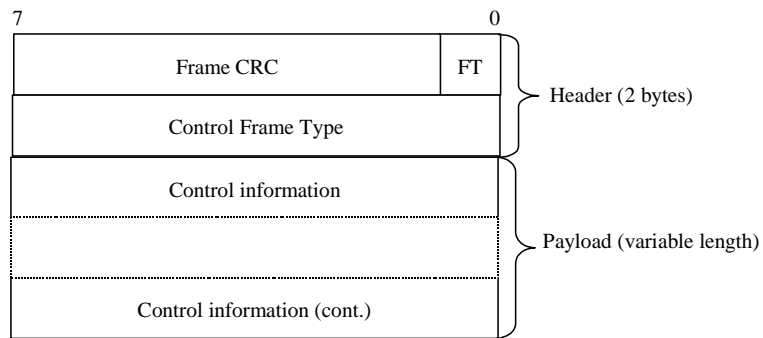 7 0
Frame CRC FT
Header (2 bytes)
Control Frame Type
Control information
Payload (variable length)
Control information (cont.)